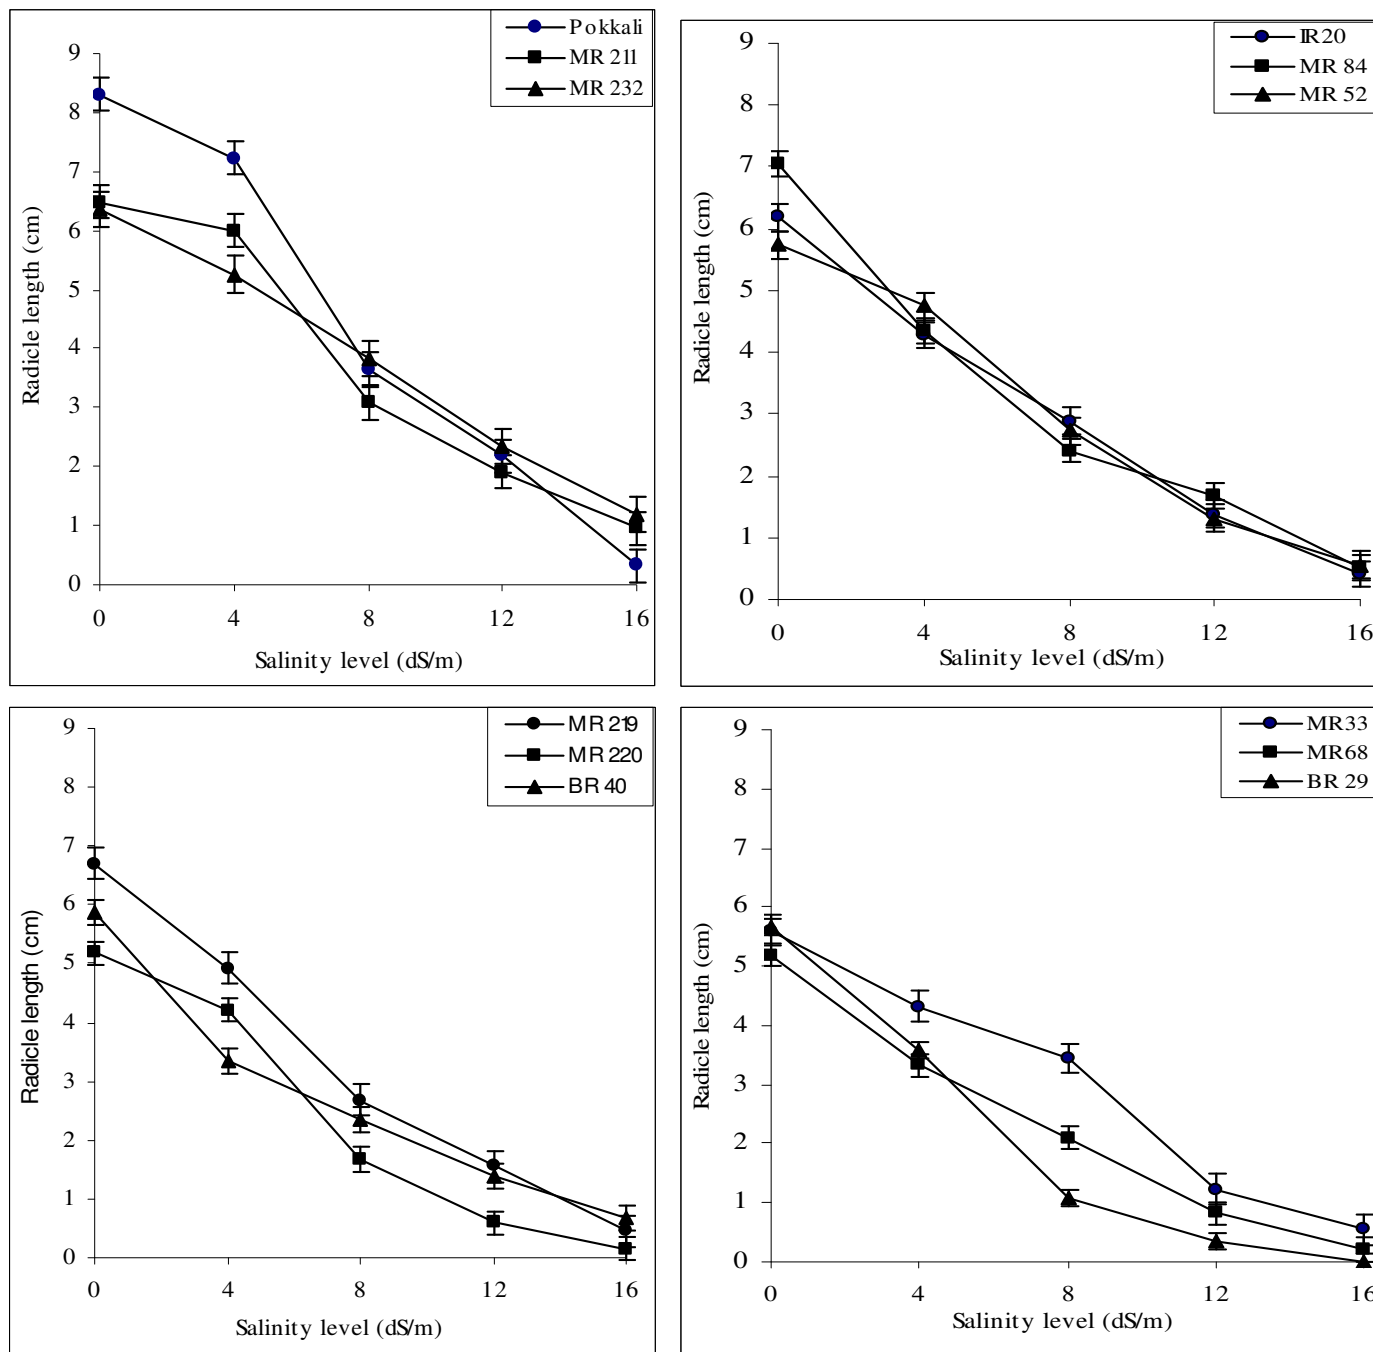 Pokkali
MR 211
MR 232
9
8
7
6
5
4
3
2
1
0
Radicle length (cm)
0 4 8 12 16
Salinity level (dS/m)
IR20
MR 84
MR 52
9
8
7
6
5
4
3
2
1
0
Radicle length (cm)
0 4 8 12 16
Salinity level (dS/m)
MR 219
MR 220
BR 40
9
8
7
6
5
4
3
2
1
0
Radicle length (cm)
0 4 8 12 16
Salinity level (dS/m)
MR33
MR68
BR 29
9
8
7
6
5
4
3
2
1
0
Radicle length (cm)
0 4 8 12 16
Salinity level (dS/m)